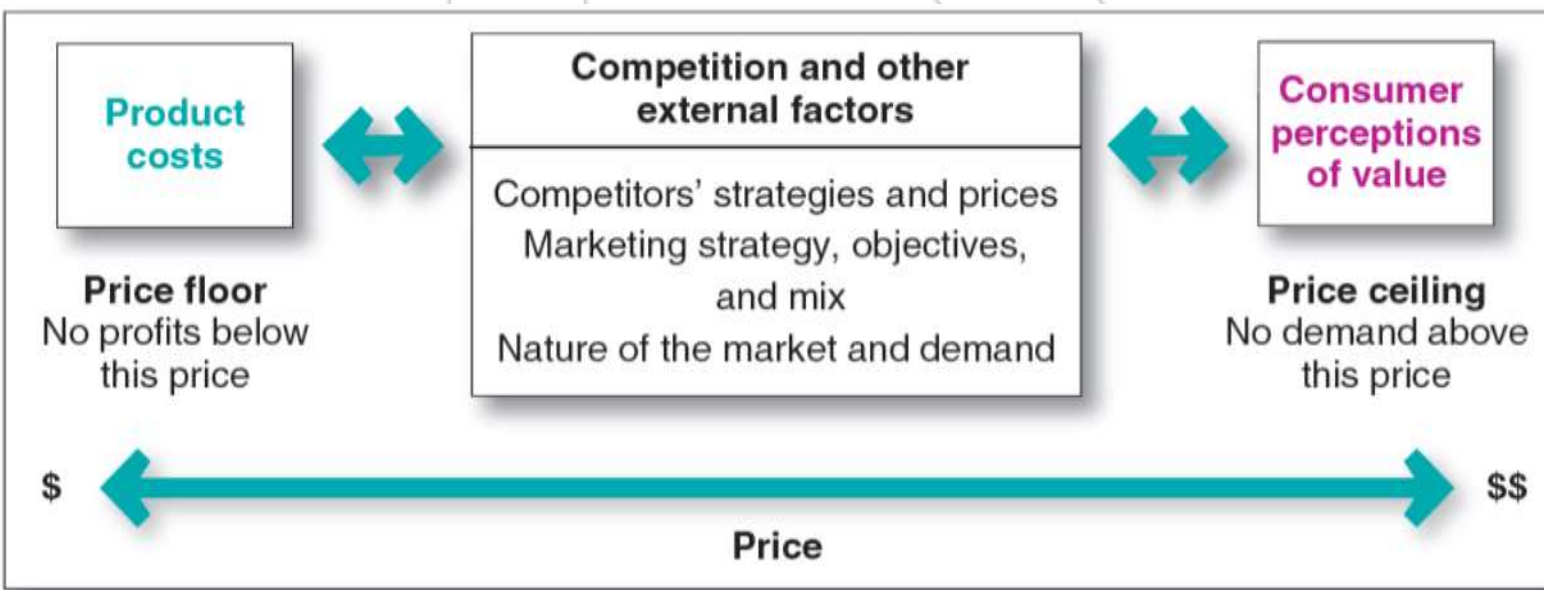 Product
costs
Price floor
No profits below
this price
Competition and other
external factors
Competitors’ strategies and prices
Marketing strategy, objectives,
and mix
Nature of the market and demand
Consumer
perceptions
of value
Price ceiling
No demand above
this price
$
$$
Price